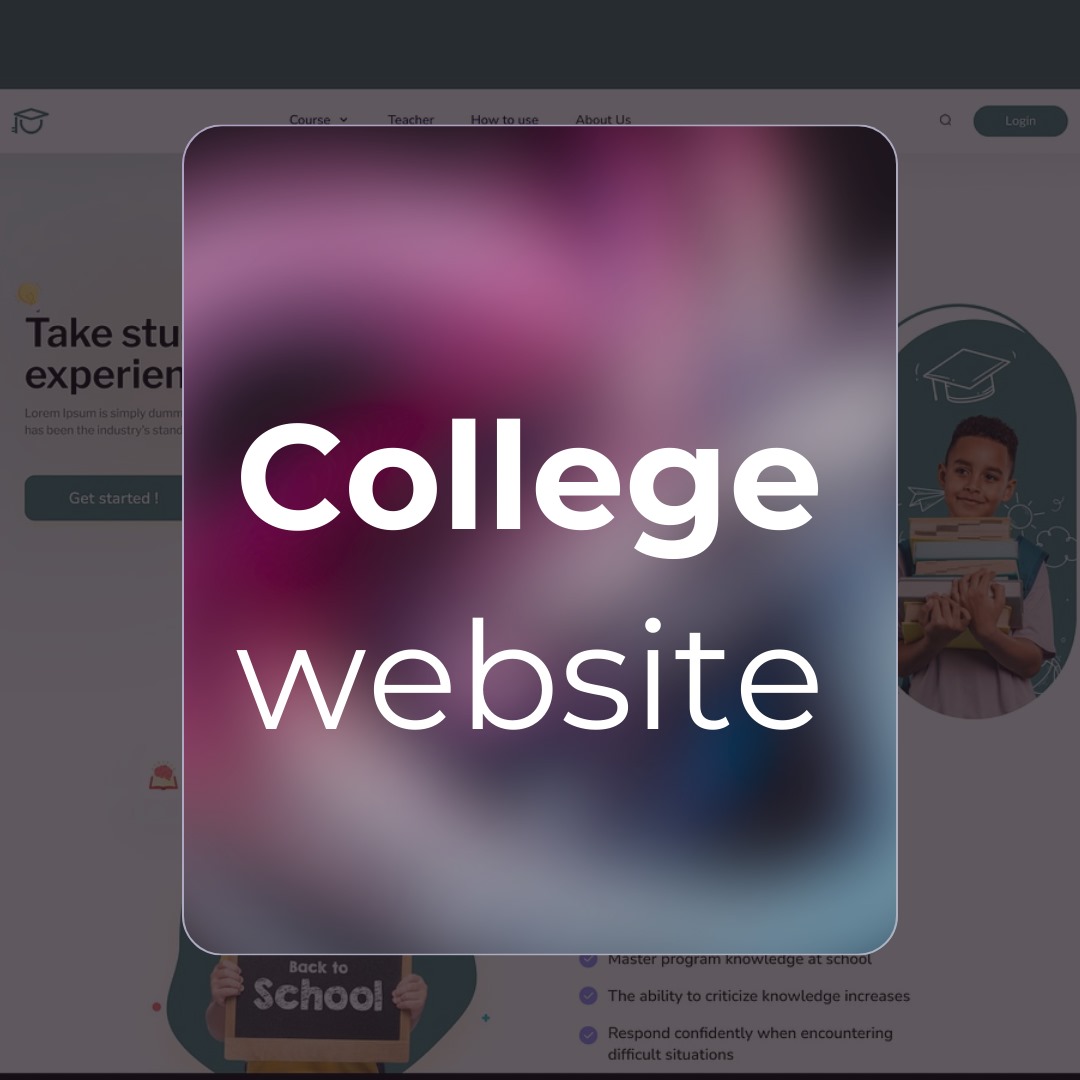 Course
Teacher
How to use
About Us
Login
Take stu
experien
Lorem Ipsum is simply dumm
has been the industry's stand
Get started !
College
website
Back to
School
Master program knowledge at school
The ability to criticize knowledge increases
Respond confidently when encountering
difficult situations